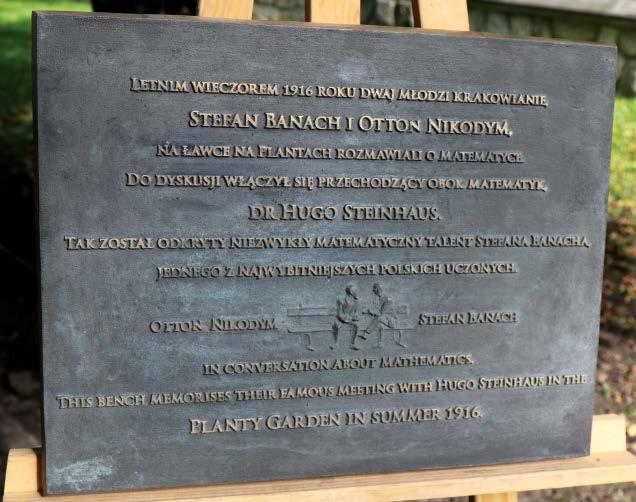 Letnim wieczorem 1916 roku dwaj młodzi krakowianie,
Stefan Banach i Otton Nikodym,
na ławce na Plantach rozmawiali o matematyce.
Do dyskusji włączył się przechodzący obok matematyk,
dr Hugo Steinhaus.
Tak został odkryty niezwykły matematyczny talent Stefana Banacha,
jednego z najwybitniejszych polskich uczonych.
Otton Nikodym Stefan Banach
in conversation about mathematics.
This bench memorises their famous meeting with Hugo Steinhaus in the
Planty Garden in summer 1916.